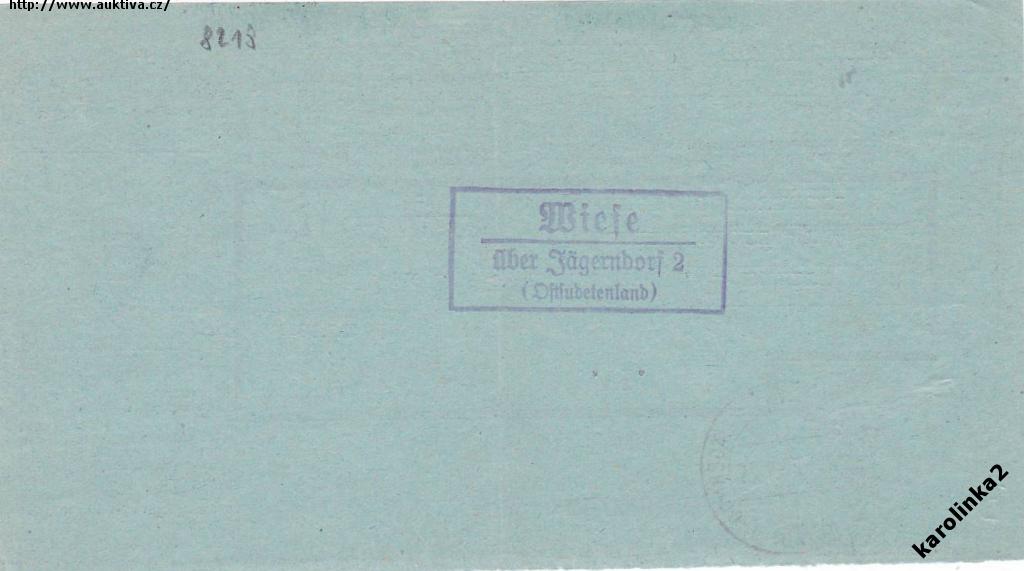 http://www.auktiva.cz/
8213
Wiese
über Jägerndorf 2
(Ostsudetenland)
karolinka2